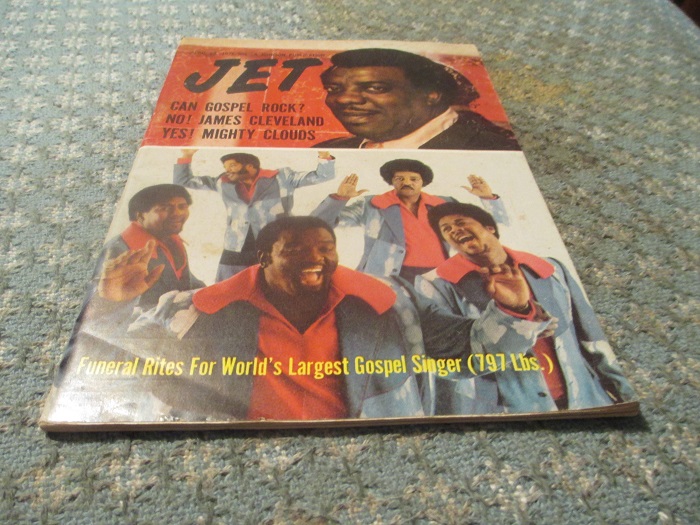 JET
CAN GOSPEL ROCK?
NO! JAMES CLEVELAND
YES! MIGHTY CLOUDS
Funeral Rites For World's Largest Gospel Singer (797 Lbs.)